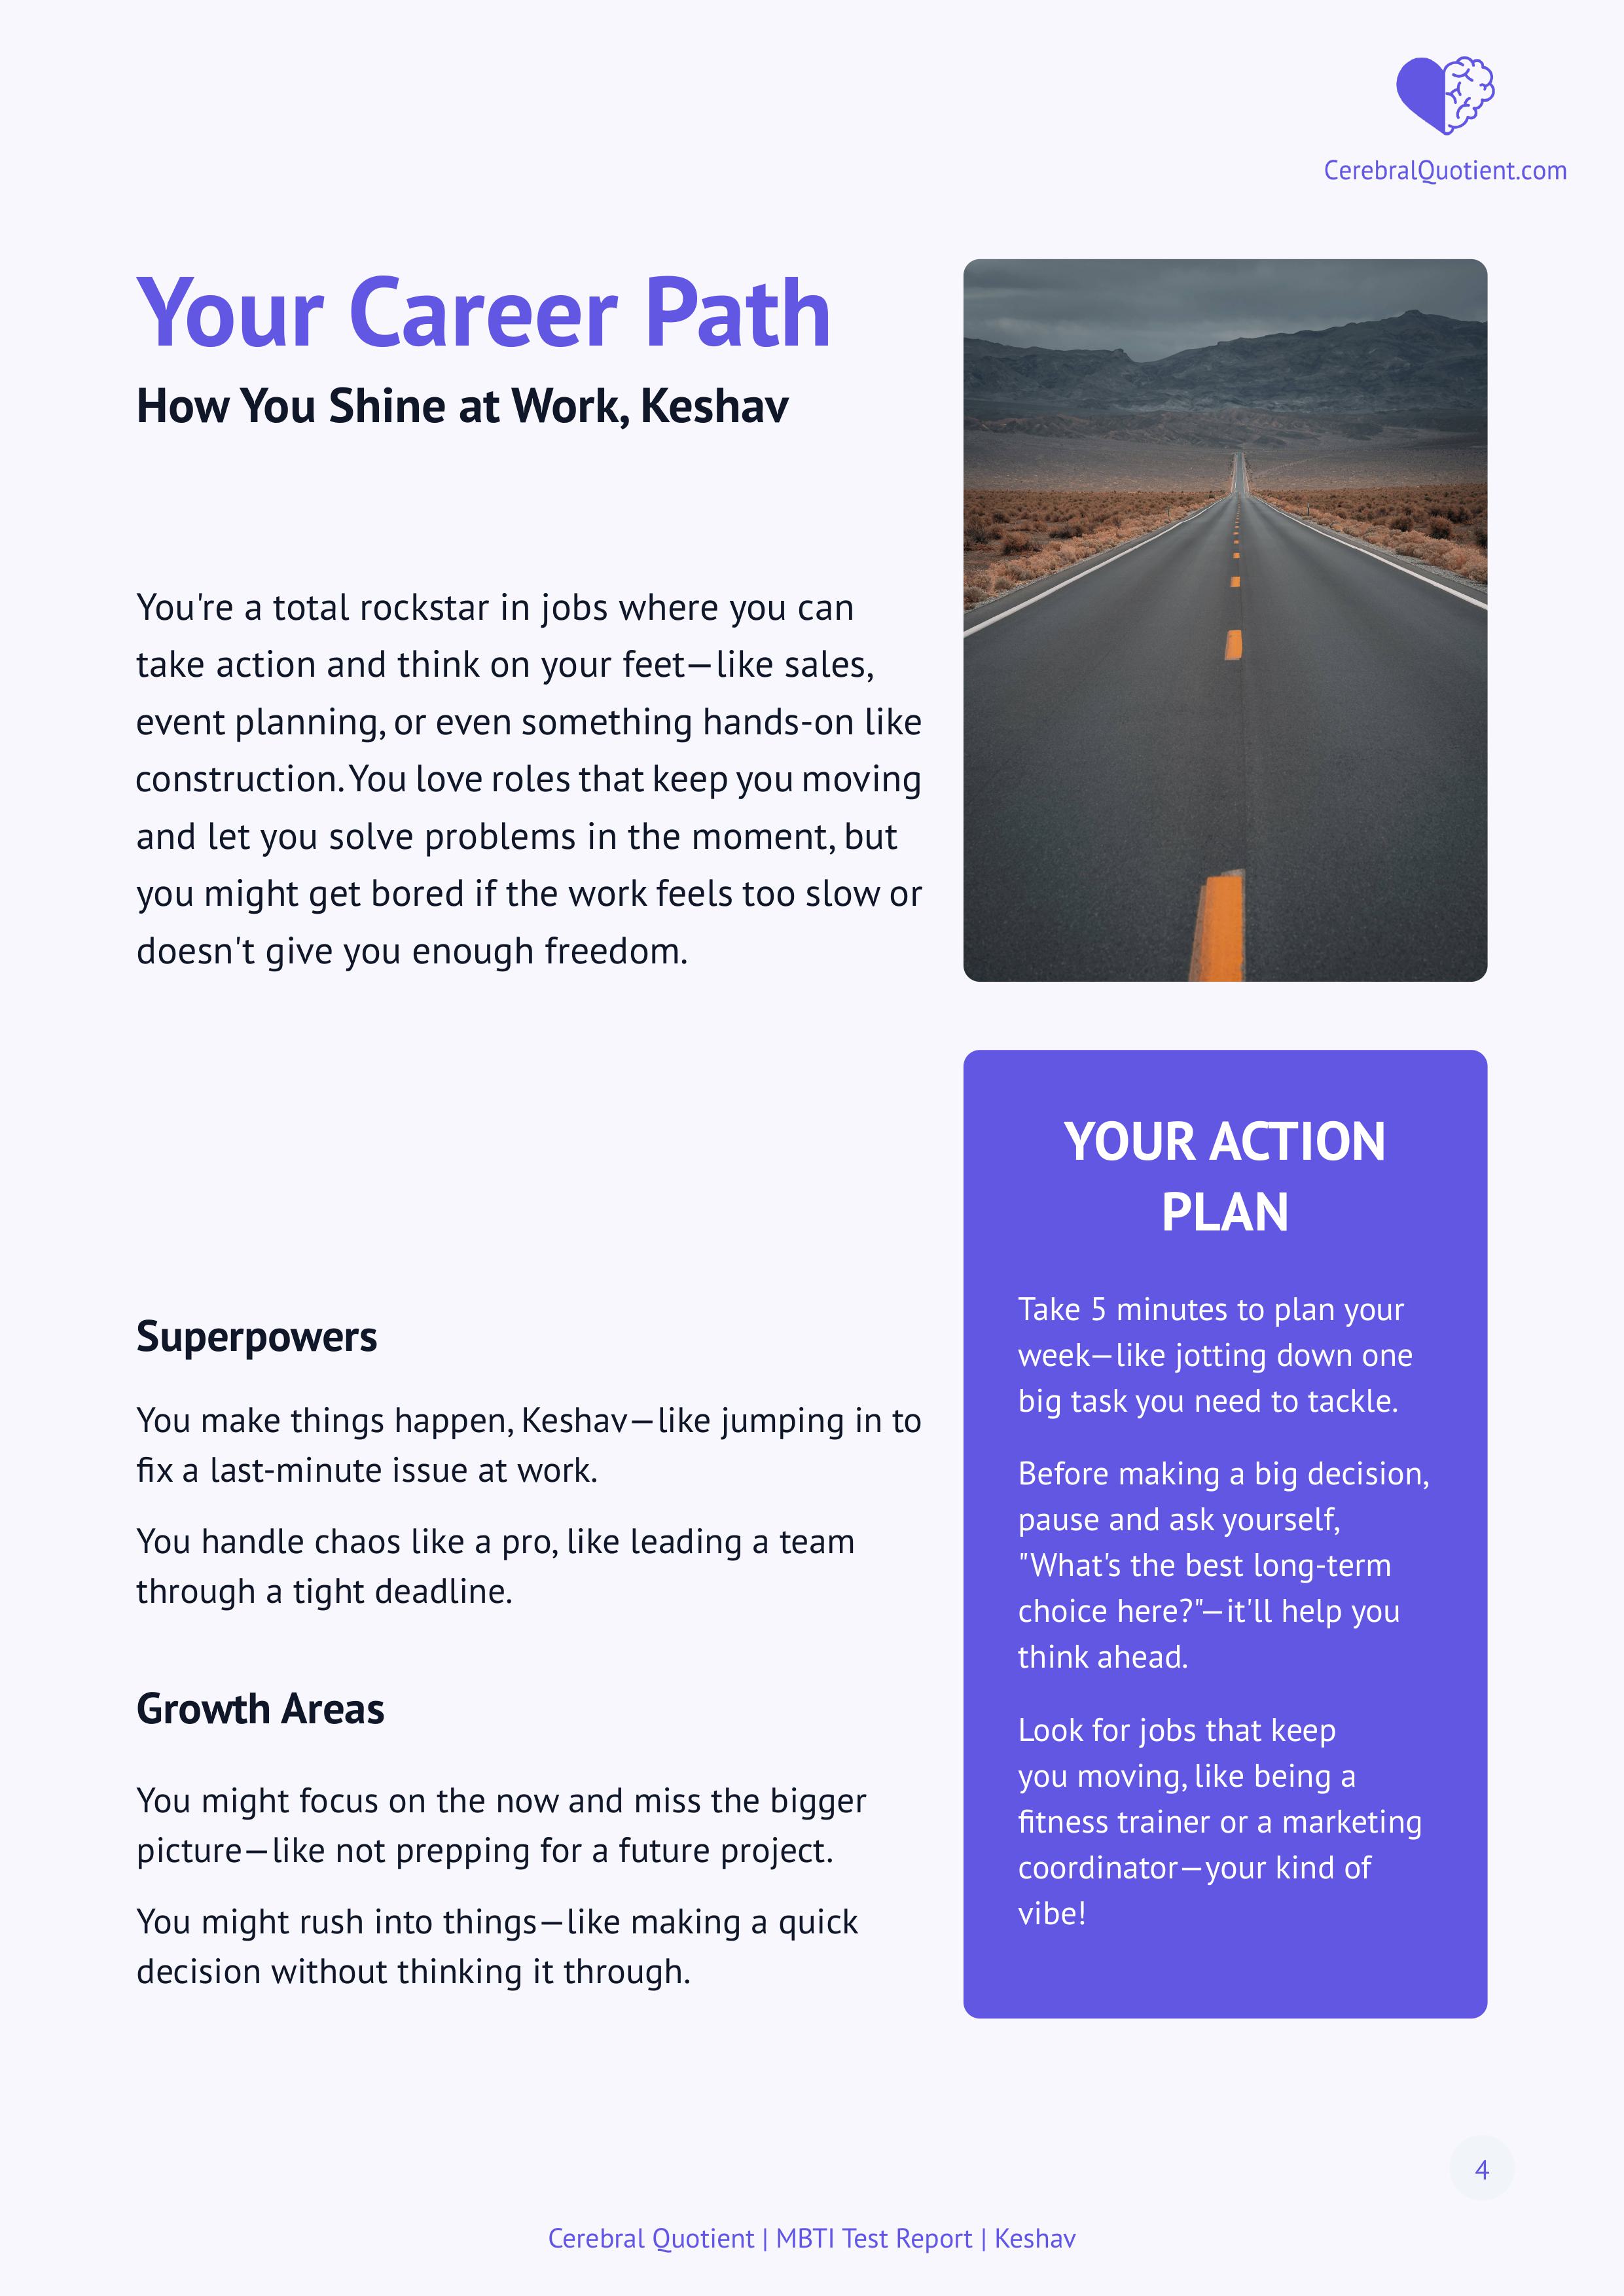 CerebralQuotient.com
Your Career Path
How You Shine at Work, Keshav
You're a total rockstar in jobs where you can
take action and think on your feet—like sales,
event planning, or even something hands-on like
construction. You love roles that keep you moving
and let you solve problems in the moment, but
you might get bored if the work feels too slow or
doesn't give you enough freedom.
Superpowers
You make things happen, Keshav—like jumping in to
fix a last-minute issue at work.
You handle chaos like a pro, like leading a team
through a tight deadline.
Growth Areas
You might focus on the now and miss the bigger
picture—like not prepping for a future project.
You might rush into things—like making a quick
decision without thinking it through.
YOUR ACTION
PLAN
Take 5 minutes to plan your
week—like jotting down one
big task you need to tackle.
Before making a big decision,
pause and ask yourself,
"What's the best long-term
choice here?"—it'll help you
think ahead.
Look for jobs that keep
you moving, like being a
fitness trainer or a marketing
coordinator—your kind of
vibe!
4
Cerebral Quotient | MBTI Test Report | Keshav